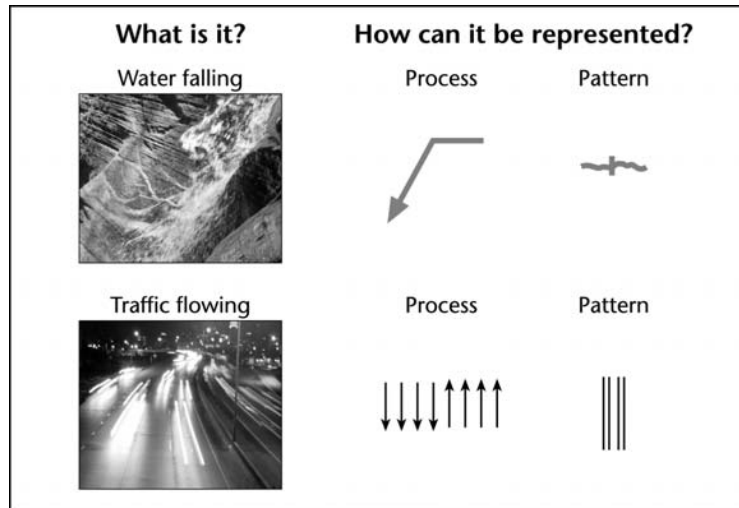 What is it?
How can it be represented?
Water falling
Process
Pattern
Traffic flowing
Process
Pattern